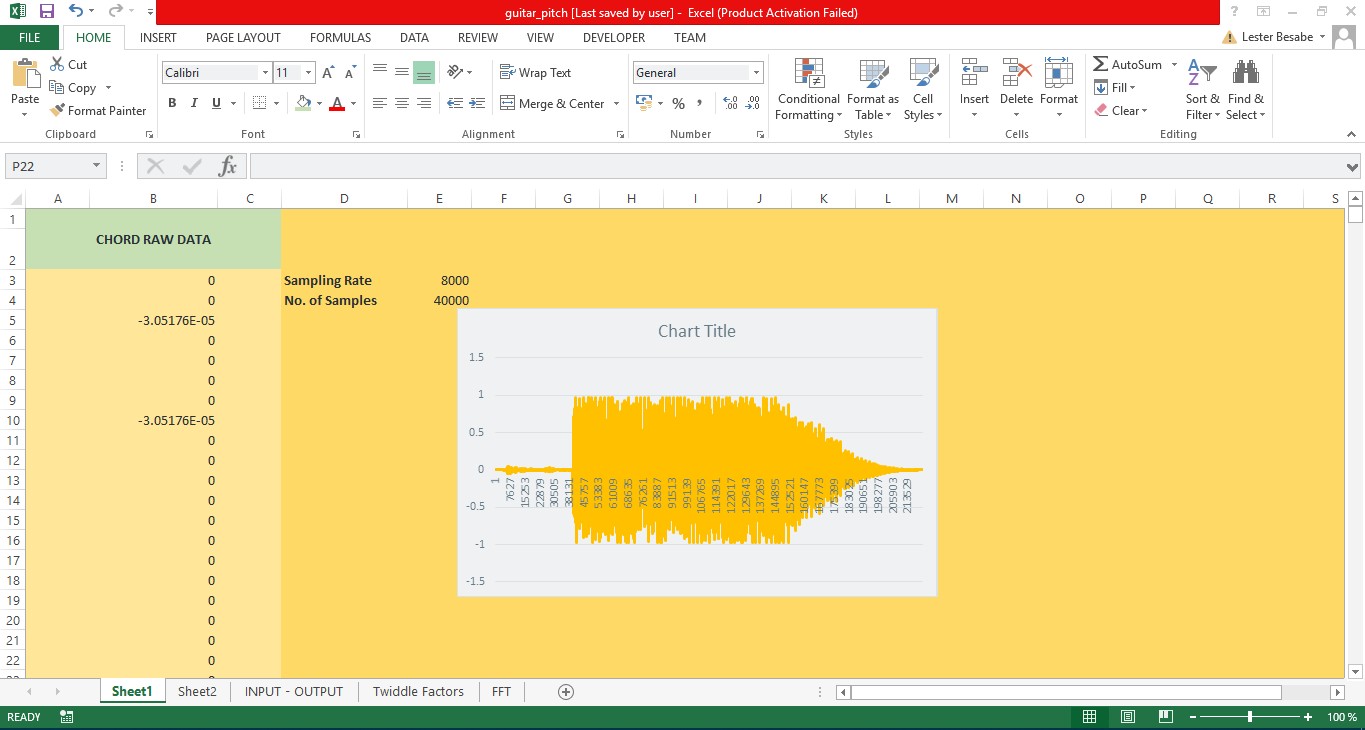 guitar_pitch [Last saved by user] - Excel (Product Activation Failed)
FILE HOME INSERT PAGE LAYOUT FORMULAS DATA REVIEW VIEW DEVELOPER TEAM Lester Besabe
Paste
Cut
Copy
Format Painter
Clipboard
Calibri 11
B I U
Font
Wrap Text
Merge & Center
Alignment
General
%
Number
Conditional Formatting
Format as Table
Cell Styles
Styles
Insert Delete Format
Cells
AutoSum
Fill
Clear
Sort & Filter
Find & Select
Editing
P22 fx
A B C D E F G H I J K L M N O P Q R S
1 CHORD RAW DATA
2
3 0 Sampling Rate 8000
4 0 No. of Samples 40000
5 -3.05176E-05
6 0
7 0
8 0
9 0
10 -3.05176E-05
11 0
12 0
13 0
14 0
15 0
16 0
17 0
18 0
19 0
20 0
21 0
22 0
Chart Title
1.5
1
0.5
0
-0.5
-1
-1.5
1 7627 15253 22879 30505 38131 45757 53383 61009 68635 76261 83887 91513 99139 106765 114391 122017 129643 137269 144895 152521 160147 167773 175399 183025 190651 198277 205903 213529
Sheet1 Sheet2 INPUT - OUTPUT Twiddle Factors FFT
READY 100 %